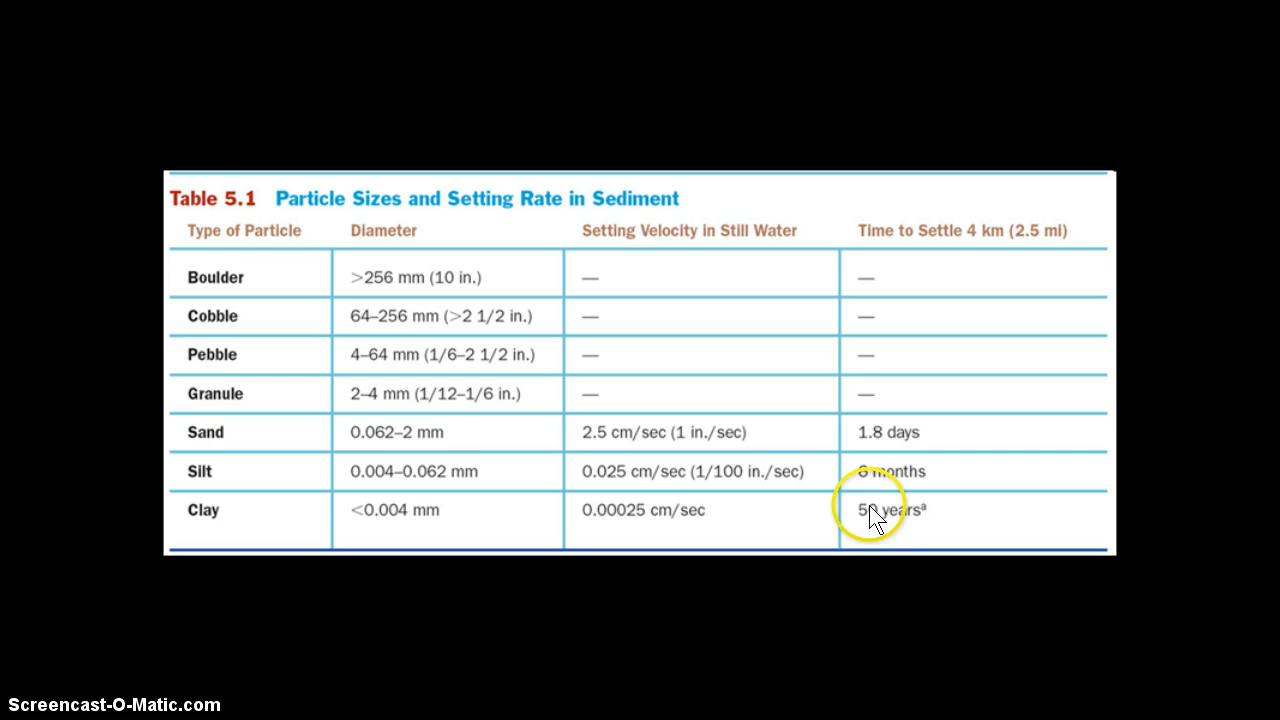 Table 5.1 Particle Sizes and Setting Rate in Sediment
Type of Particle Diameter Setting Velocity in Still Water Time to Settle 4 km (2.5 mi)
Boulder >256 mm (10 in.) — —
Cobble 64–256 mm (>2 1/2 in.) — —
Pebble 4–64 mm (1/6–2 1/2 in.) — —
Granule 2–4 mm (1/12–1/6 in.) — —
Sand 0.062–2 mm 2.5 cm/sec (1 in./sec) 1.8 days
Silt 0.004–0.062 mm 0.025 cm/sec (1/100 in./sec) 6 months
Clay <0.004 mm 0.00025 cm/sec 50 yearsᵃ
Screencast-O-Matic.com